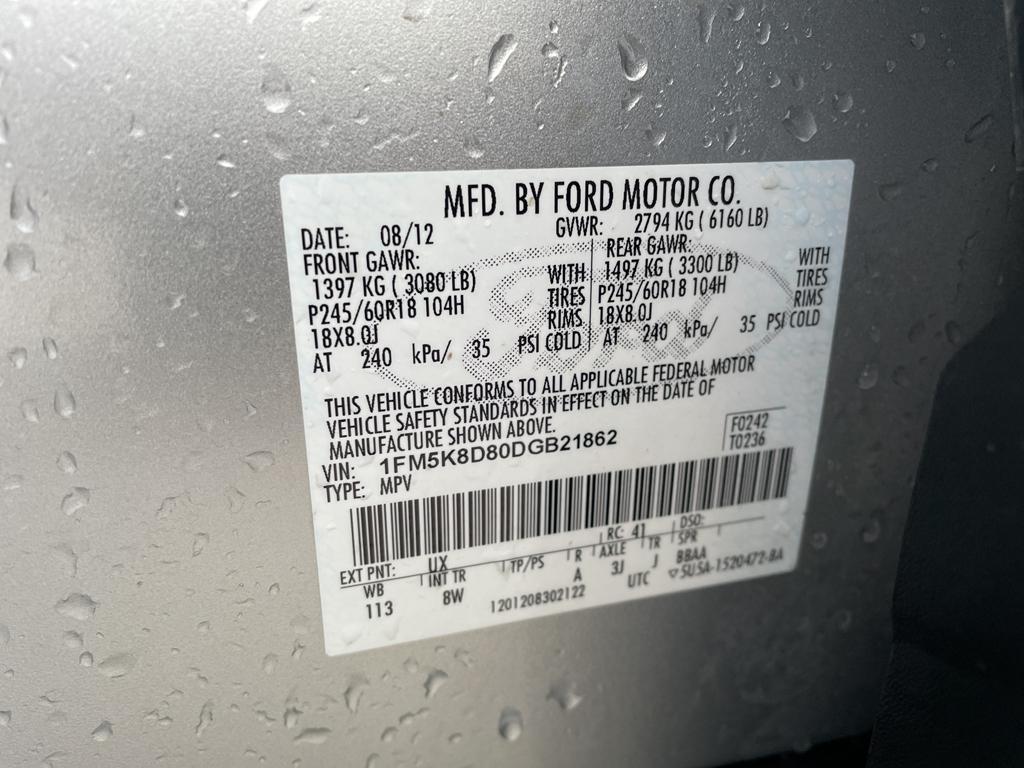 MFD. BY FORD MOTOR CO.
DATE: 08/12 GVWR: 2794 KG ( 6160 LB)
FRONT GAWR: REAR GAWR:
1397 KG ( 3080 LB) WITH 1497 KG ( 3300 LB) WITH
P245/60R18 104H TIRES P245/60R18 104H TIRES
18X8.0J RIMS 18X8.0J RIMS
AT 240 kPa/ 35 PSI COLD AT 240 kPa/ 35 PSI COLD
Ford
THIS VEHICLE CONFORMS TO ALL APPLICABLE FEDERAL MOTOR
VEHICLE SAFETY STANDARDS IN EFFECT ON THE DATE OF
MANUFACTURE SHOWN ABOVE.
F0242
VIN: 1FM5K8D80DGB21862 T0236
TYPE: MPV
EXT PNT: UX RC: 41 DSO:
WB INT TR TP/PS R AXLE TR SPR
113 8W A 3J J BBAA
1201208302122 UTC ▽5USA-1520472-BA